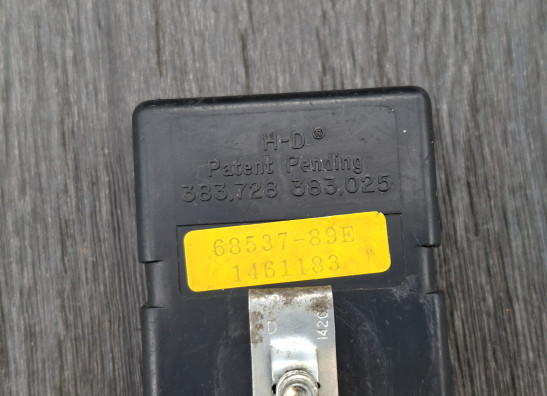 H-D®
Patent Pending
383,728 383,025
68537-89E
1461183
D